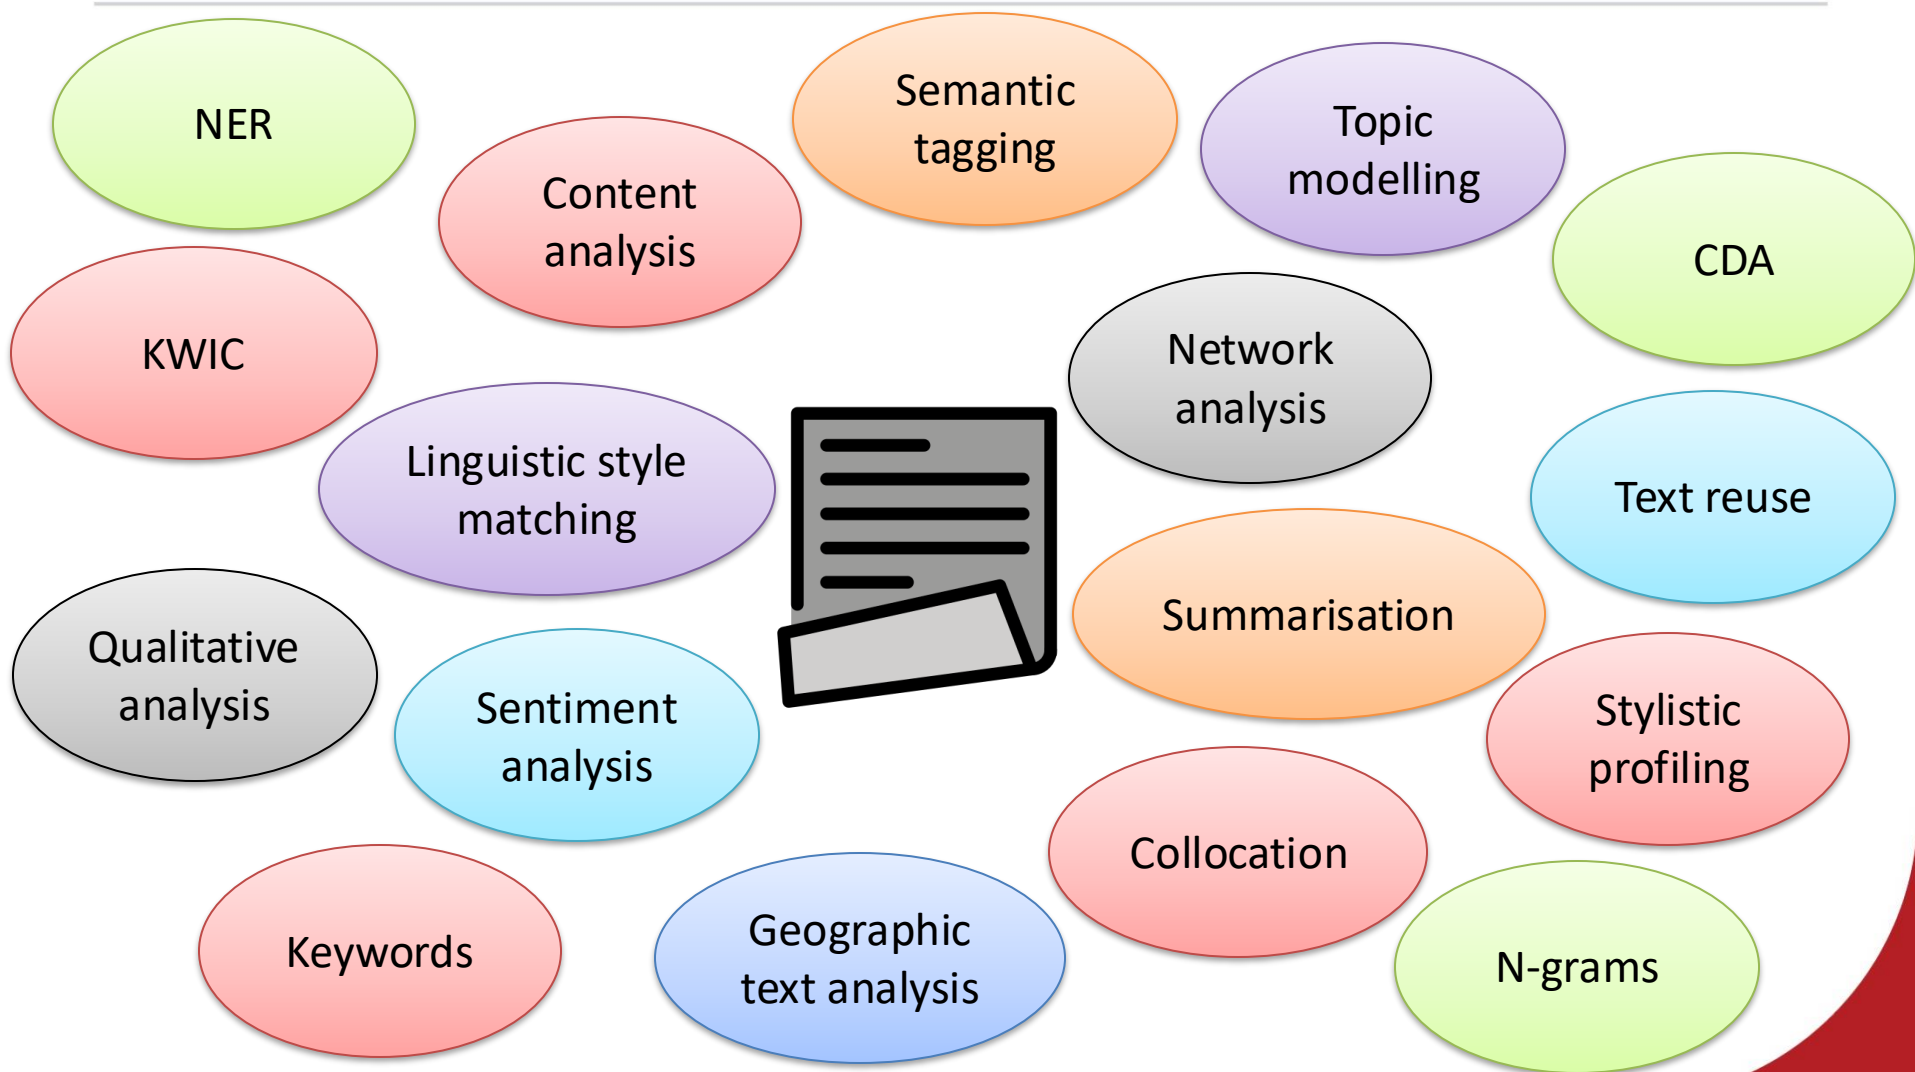 NER
Content
analysis
Semantic
tagging
Topic
modelling
CDA
KWIC
Network
analysis
Linguistic style
matching
Text reuse
Qualitative
analysis
Sentiment
analysis
Summarisation
Stylistic
profiling
Collocation
Keywords
Geographic
text analysis
N-grams